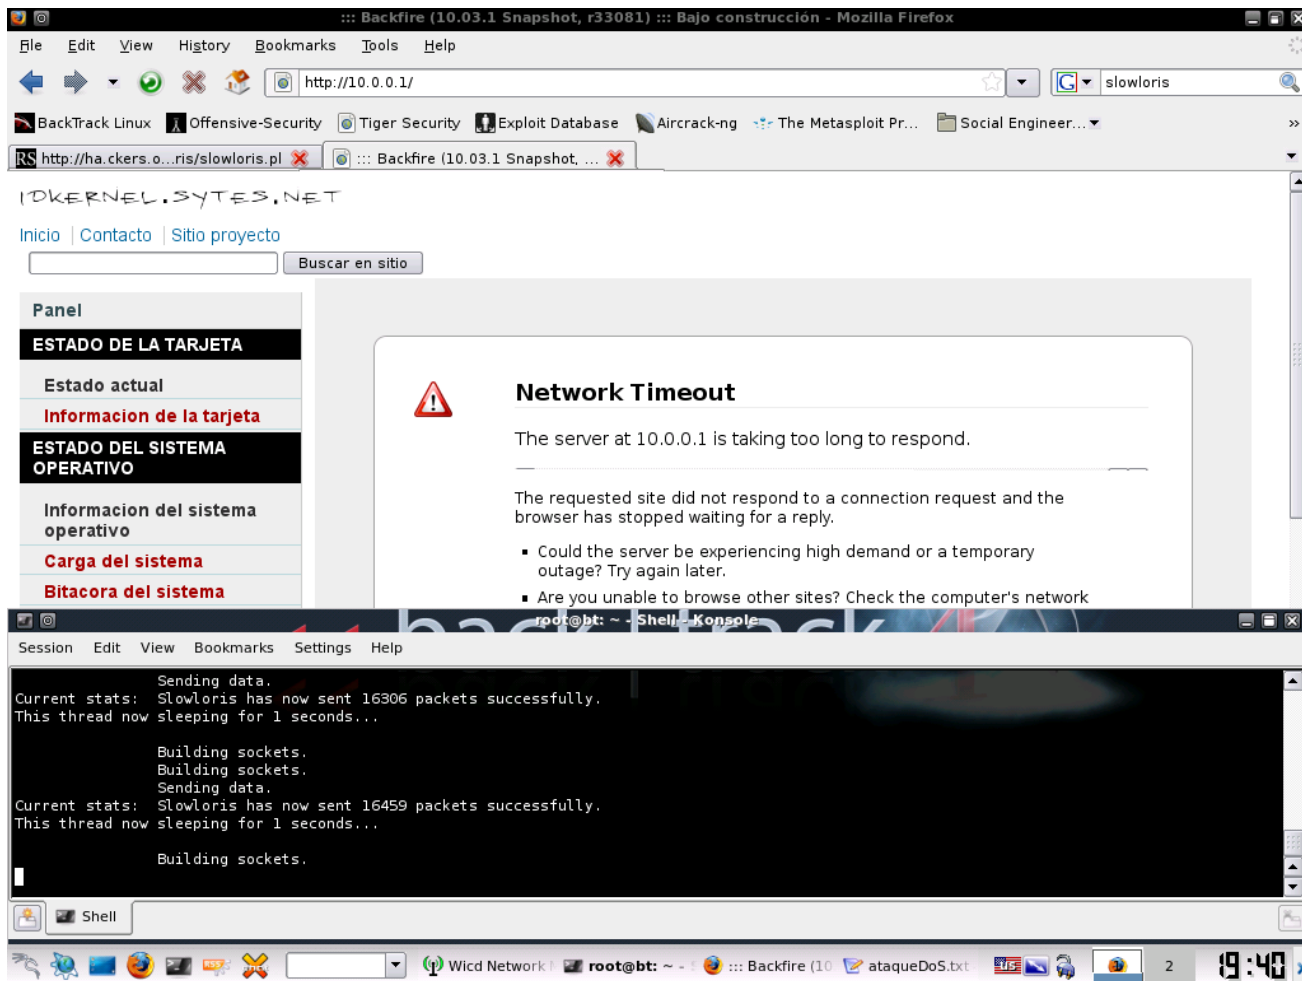 ::: Backfire (10.03.1 Snapshot, r33081) ::: Bajo construcción - Mozilla Firefox
File Edit View History Bookmarks Tools Help
http://10.0.0.1/ G slowloris
BackTrack Linux Offensive-Security Tiger Security Exploit Database Aircrack-ng The Metasploit Pr... Social Engineer... »
RS http://ha.ckers.o...ris/slowloris.pl ::: Backfire (10.03.1 Snapshot, ...
IDKERNEL.SYTES.NET
Inicio | Contacto | Sitio proyecto
Buscar en sitio
Panel
ESTADO DE LA TARJETA
Estado actual
Informacion de la tarjeta
ESTADO DEL SISTEMA
OPERATIVO
Informacion del sistema
operativo
Carga del sistema
Bitacora del sistema
Network Timeout
The server at 10.0.0.1 is taking too long to respond.
The requested site did not respond to a connection request and the
browser has stopped waiting for a reply.
Could the server be experiencing high demand or a temporary
outage? Try again later.
Are you unable to browse other sites? Check the computer's network
<< back | track 4
root@bt: ~ - Shell - Konsole
Session Edit View Bookmarks Settings Help
Sending data.
Current stats: Slowloris has now sent 16306 packets successfully.
This thread now sleeping for 1 seconds...
Building sockets.
Building sockets.
Sending data.
Current stats: Slowloris has now sent 16459 packets successfully.
This thread now sleeping for 1 seconds...
Building sockets.
Shell
Wicd Network root@bt: ~ - ::: Backfire (10 ataqueDoS.txt US 1 2 19:40